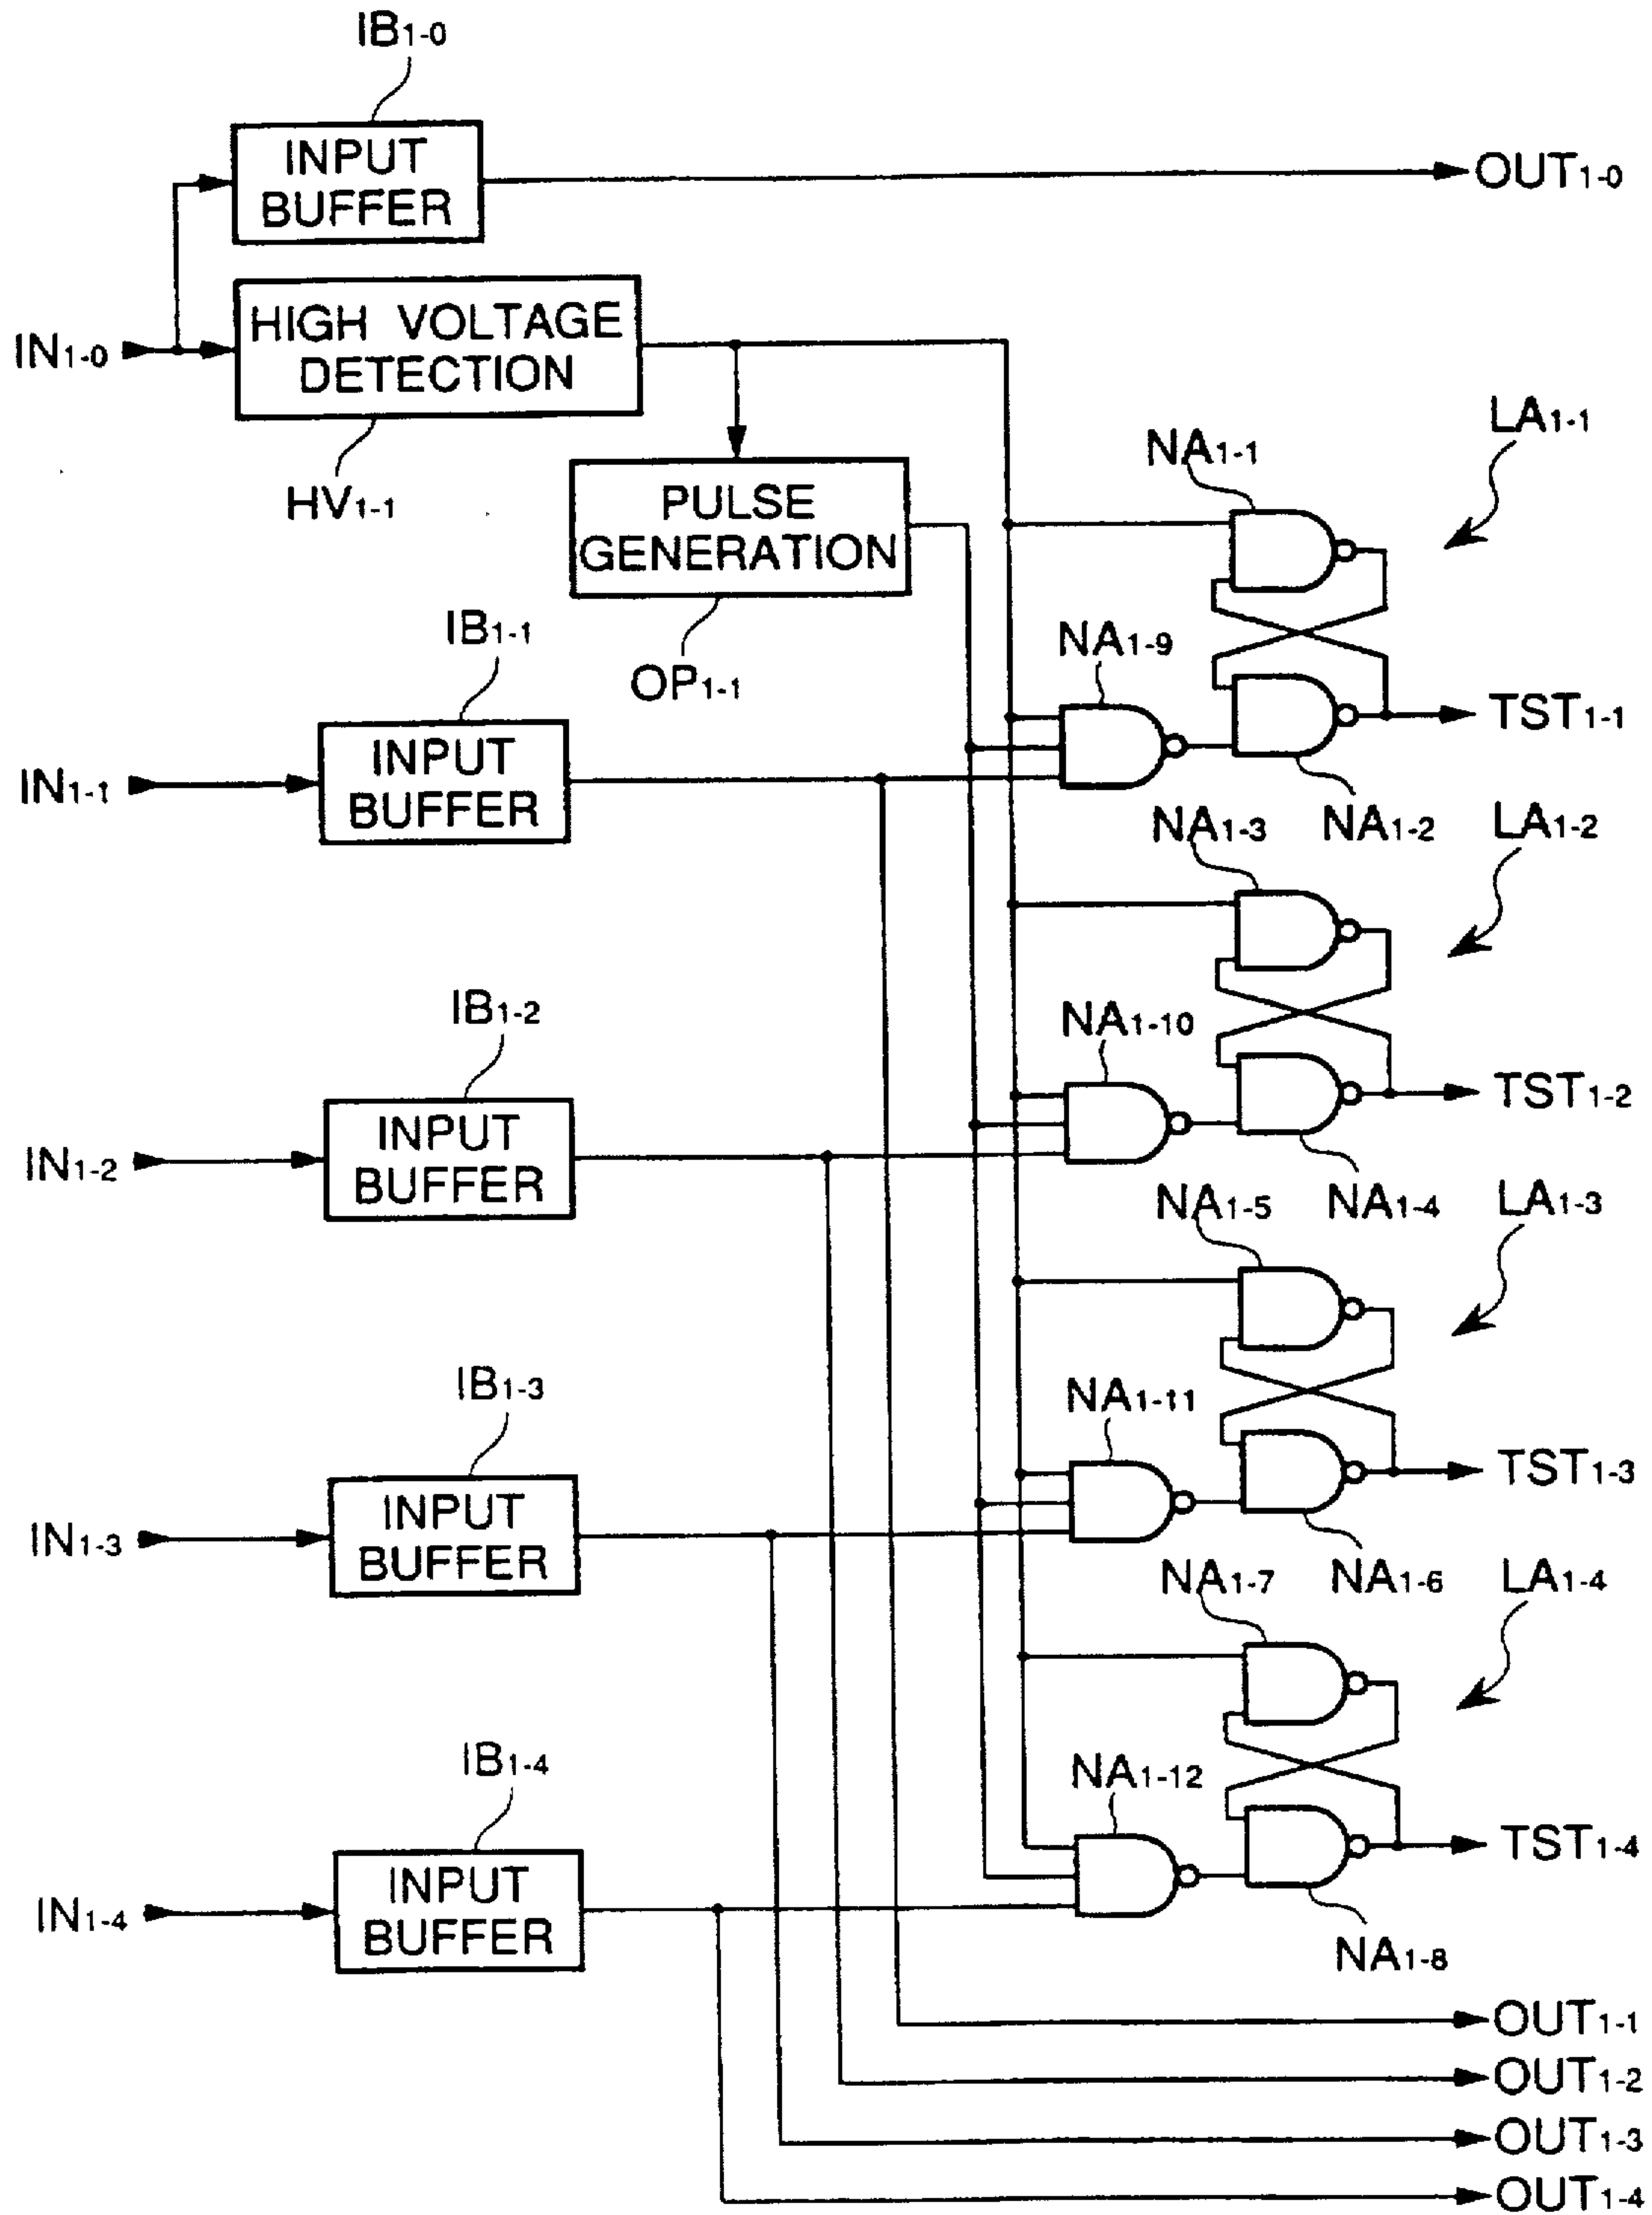 IB1-0
INPUT
BUFFER
OUT1-0
HIGH VOLTAGE
DETECTION
IN1-0
HV1-1
PULSE
GENERATION
OP1-1
NA1-1
LA1-1
IB1-1
NA1-9
INPUT
BUFFER
IN1-1
TST1-1
NA1-3
NA1-2
LA1-2
IB1-2
NA1-10
INPUT
BUFFER
IN1-2
TST1-2
NA1-5
NA1-4
LA1-3
IB1-3
NA1-11
INPUT
BUFFER
IN1-3
TST1-3
NA1-7
NA1-6
LA1-4
IB1-4
NA1-12
INPUT
BUFFER
IN1-4
TST1-4
NA1-8
OUT1-1
OUT1-2
OUT1-3
OUT1-4